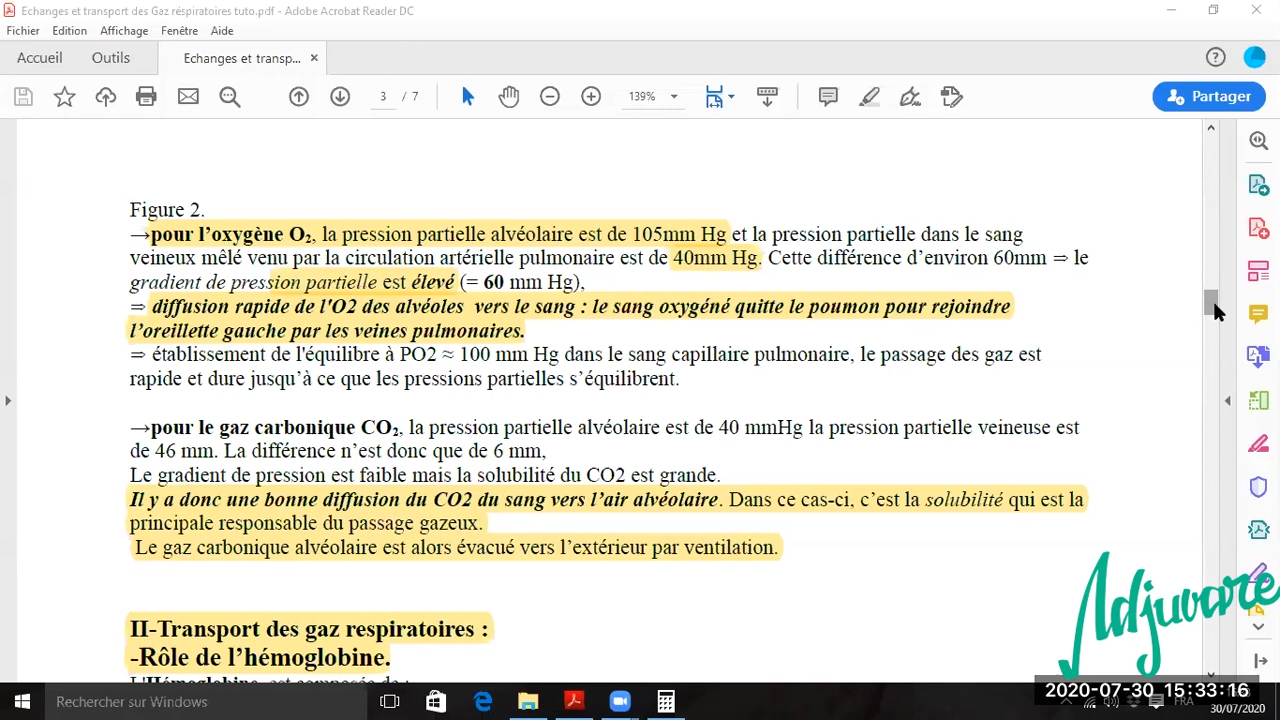 Echanges et transport des Gaz réspiratoires tuto.pdf - Adobe Acrobat Reader DC
Fichier Edition Affichage Fenêtre Aide
Accueil Outils Echanges et transp... ×
3 / 7 139% Partager
Figure 2.
→pour l’oxygène O₂, la pression partielle alvéolaire est de 105mm Hg et la pression partielle dans le sang
veineux mêlé venu par la circulation artérielle pulmonaire est de 40mm Hg. Cette différence d’environ 60mm ⇒ le
gradient de pression partielle est élevé (= 60 mm Hg),
⇒ diffusion rapide de l'O2 des alvéoles vers le sang : le sang oxygéné quitte le poumon pour rejoindre
l’oreillette gauche par les veines pulmonaires.
⇒ établissement de l'équilibre à PO2 ≈ 100 mm Hg dans le sang capillaire pulmonaire, le passage des gaz est
rapide et dure jusqu’à ce que les pressions partielles s’équilibrent.
→pour le gaz carbonique CO₂, la pression partielle alvéolaire est de 40 mmHg la pression partielle veineuse est
de 46 mm. La différence n’est donc que de 6 mm,
Le gradient de pression est faible mais la solubilité du CO2 est grande.
Il y a donc une bonne diffusion du CO2 du sang vers l’air alvéolaire. Dans ce cas-ci, c’est la solubilité qui est la
principale responsable du passage gazeux.
Le gaz carbonique alvéolaire est alors évacué vers l’extérieur par ventilation.
Adjuvare
II-Transport des gaz respiratoires :
-Rôle de l’hémoglobine.
L'Hémoglobine est composée de :
2020-07-30 15:33:16
Rechercher sur Windows
FRA
30/07/2020